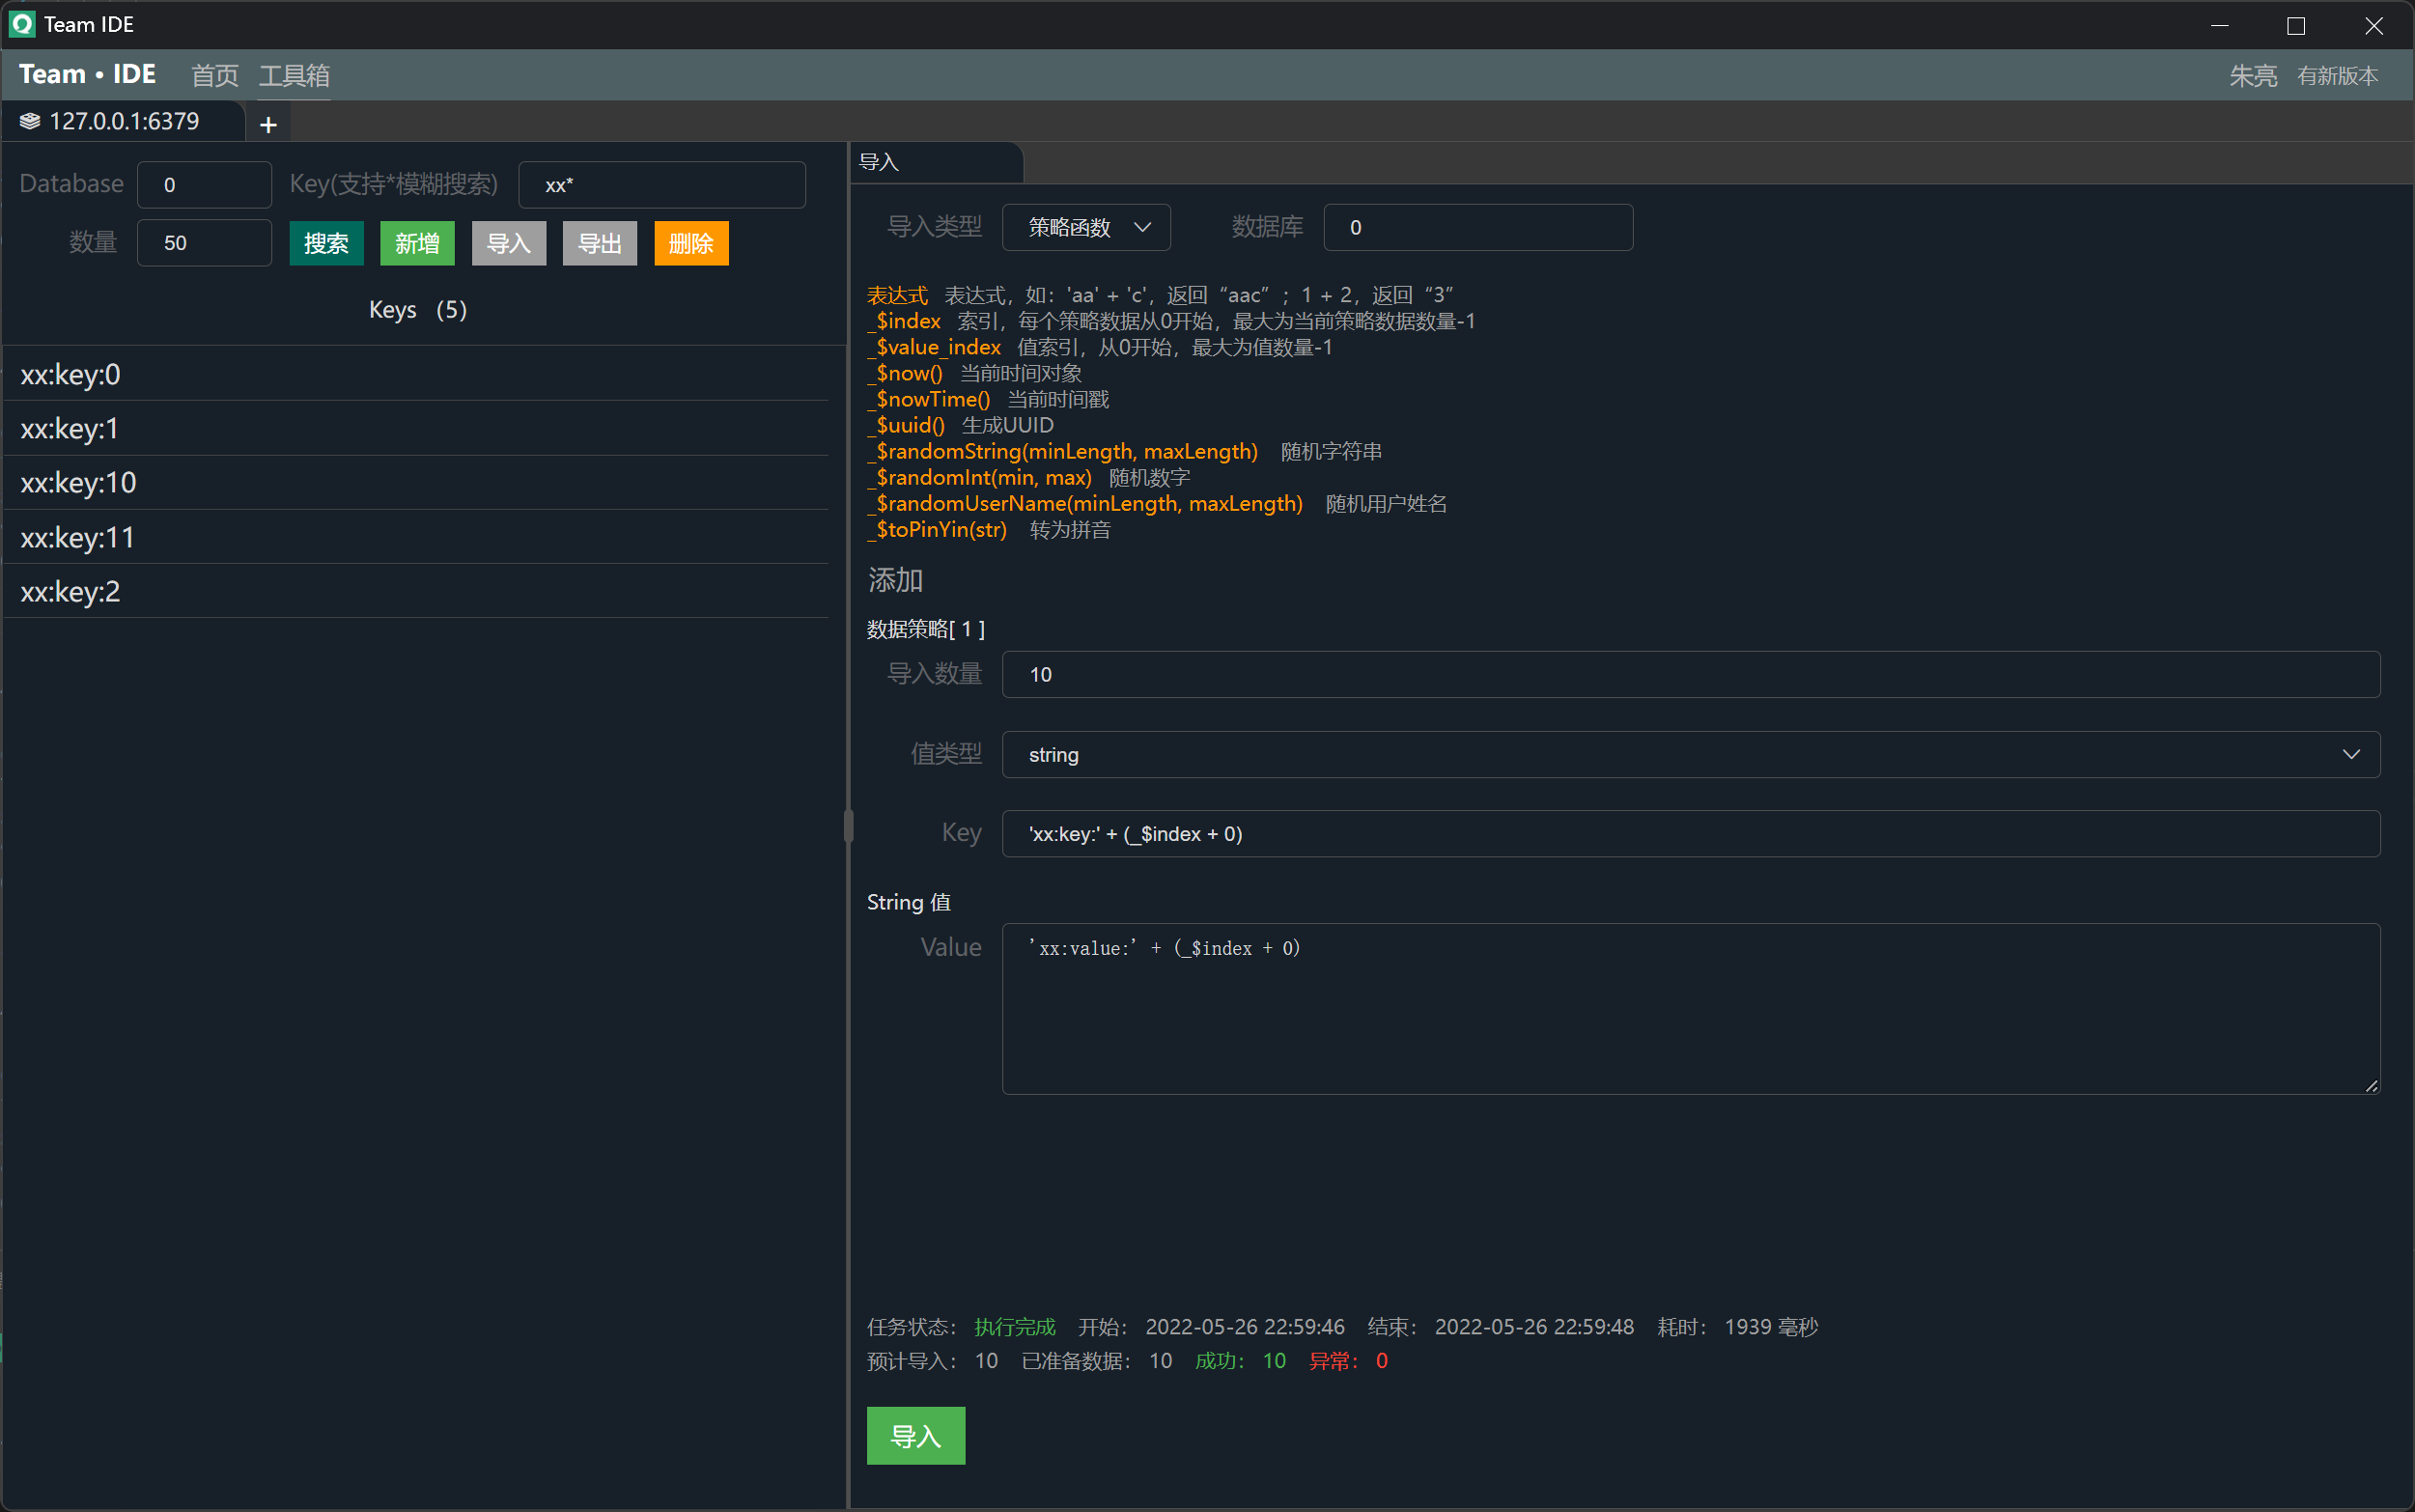 Team IDE
Team • IDE 首页 工具箱 朱亮 有新版本
127.0.0.1:6379 +
Database 0 Key(支持*模糊搜索) xx*
数量 50 搜索 新增 导入 导出 删除
Keys (5)
xx:key:0
xx:key:1
xx:key:10
xx:key:11
xx:key:2
导入
导入类型 策略函数 数据库 0
表达式 表达式，如：'aa' + 'c'，返回“aac”；1 + 2，返回“3”
_$index 索引，每个策略数据从0开始，最大为当前策略数据数量-1
_$value_index 值索引，从0开始，最大为值数量-1
_$now() 当前时间对象
_$nowTime() 当前时间戳
_$uuid() 生成UUID
_$randomString(minLength, maxLength) 随机字符串
_$randomInt(min, max) 随机数字
_$randomUserName(minLength, maxLength) 随机用户姓名
_$toPinYin(str) 转为拼音
添加
数据策略[ 1 ]
导入数量 10
值类型 string
Key 'xx:key:' + (_$index + 0)
String 值
Value 'xx:value:' + (_$index + 0)
任务状态： 执行完成 开始： 2022-05-26 22:59:46 结束： 2022-05-26 22:59:48 耗时： 1939 毫秒
预计导入： 10 已准备数据： 10 成功： 10 异常： 0
导入